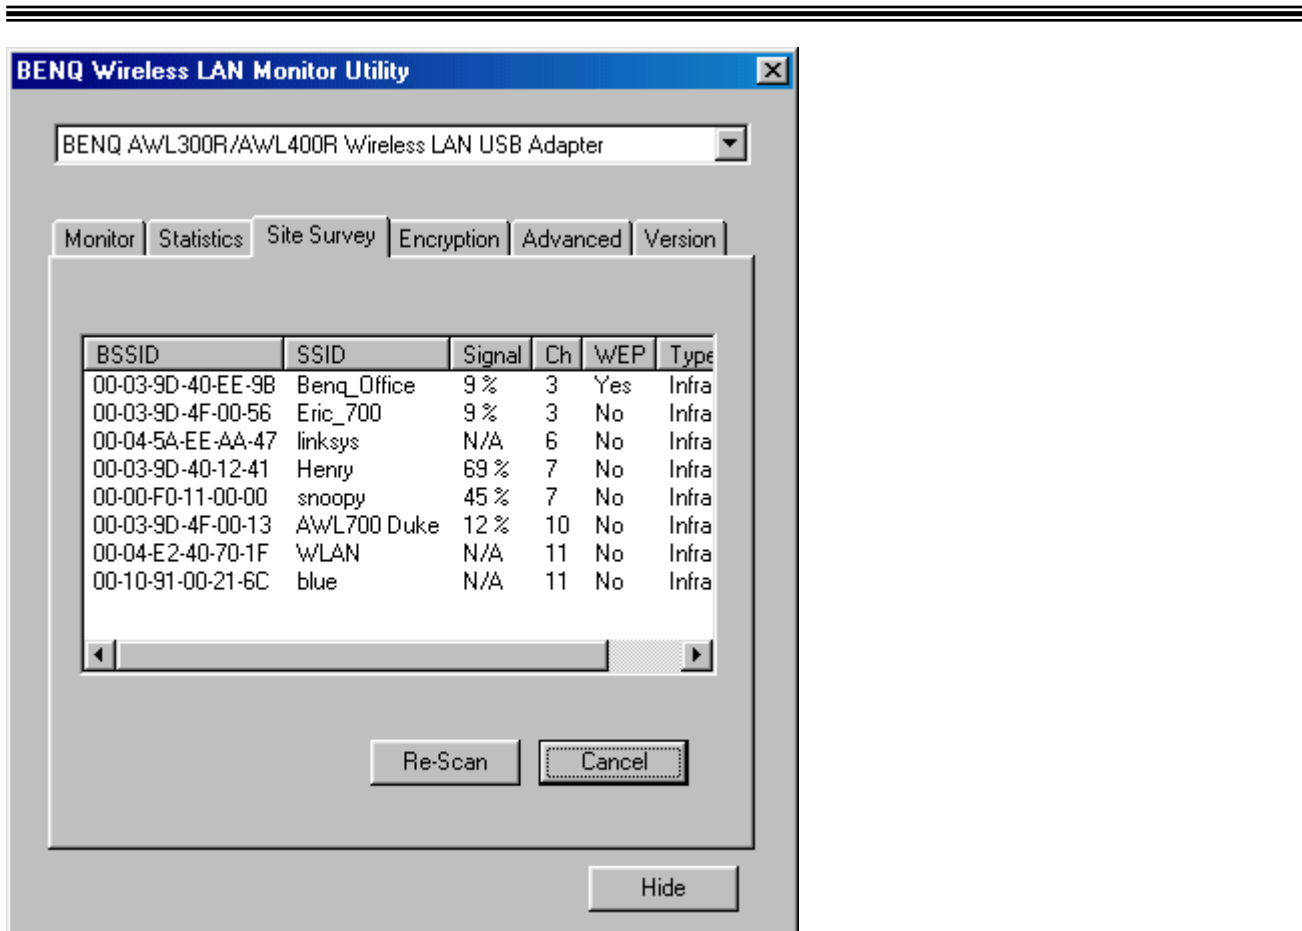 BENQ Wireless LAN Monitor Utility
BENQ AWL300R/AWL400R Wireless LAN USB Adapter
Monitor Statistics Site Survey Encryption Advanced Version
BSSID SSID Signal Ch WEP Type
00-03-9D-40-EE-9B Benq_Office 9 % 3 Yes Infra
00-03-9D-4F-00-56 Eric_700 9 % 3 No Infra
00-04-5A-EE-AA-47 linksys N/A 6 No Infra
00-03-9D-40-12-41 Henry 69 % 7 No Infra
00-00-F0-11-00-00 snoopy 45 % 7 No Infra
00-03-9D-4F-00-13 AWL700 Duke 12 % 10 No Infra
00-04-E2-40-70-1F WLAN N/A 11 No Infra
00-10-91-00-21-6C blue N/A 11 No Infra
Re-Scan Cancel
Hide